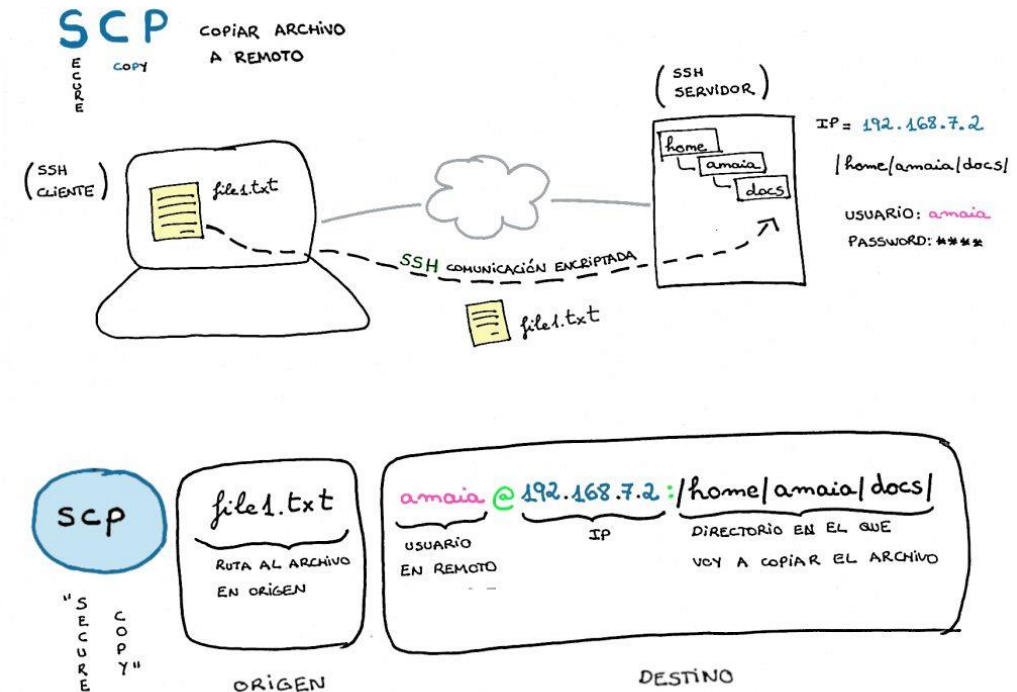 SCP COPIAR ARCHIVO
A REMOTO
ECURE
COPY
(SSH
CLIENTE)
file1.txt
(SSH
SERVIDOR)
home
amaia
docs
IP= 192.168.7.2
/home/amaia/docs/
USUARIO: amaia
PASSWORD: ****
SSH COMUNICACIÓN ENCRIPTADA
file1.txt
scp
"SECURE
COPY"
file1.txt
RUTA AL ARCHIVO
EN ORIGEN
ORIGEN
amaia@192.168.7.2:/home/amaia/docs/
USUARIO
EN REMOTO
IP
DIRECTORIO EN EL QUE
VOY A COPIAR EL ARCHIVO
DESTINO